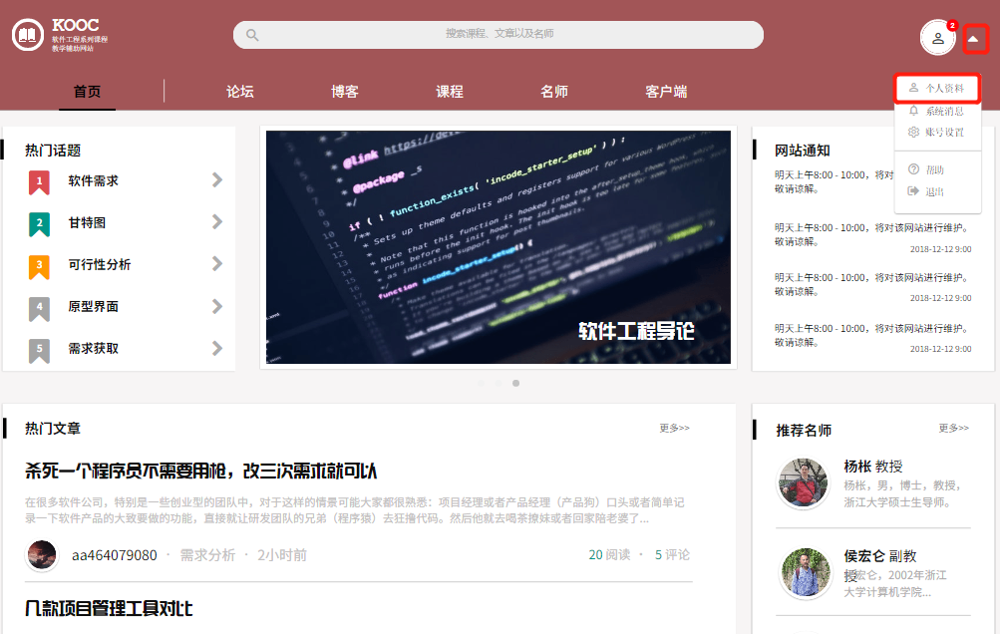 KOOC
软件工程系列课程
教学辅助网站
搜索课程、文章以及名师
2
首页
论坛
博客
课程
名师
客户端
个人资料
系统消息
账号设置
帮助
退出
热门话题
1 软件需求
2 甘特图
3 可行性分析
4 原型界面
5 需求获取
@link https://
@package _s
*/
if ( ! function_exists( 'incode_starter_setup' ) ) :
/**
* Sets up theme defaults and registers support for various WordPress
* Note that this function is hooked into the after_setup_theme hook, which
* runs before the init hook. The init hook is too late for some features, such
* as indicating support for post thumbnails.
*/
function incode_starter_setup() {
软件工程导论
网站通知
明天上午8:00 - 10:00，将对
敬请谅解。
明天上午8:00 - 10:00，将对该网站进行维护。
敬请谅解。
2018-12-12 9:00
明天上午8:00 - 10:00，将对该网站进行维护。
敬请谅解。
2018-12-12 9:00
明天上午8:00 - 10:00，将对该网站进行维护。
敬请谅解。
2018-12-12 9:00
热门文章
更多>>
杀死一个程序员不需要用枪，改三次需求就可以
在很多软件公司，特别是一些创业型的团队中，对于这样的情景可能大家都很熟悉：项目经理或者产品经理（产品狗）口头或者简单记
录一下软件产品的大致要做的功能，直接就让研发团队的兄弟（程序猿）去狂撸代码。然后他就去喝茶撩妹或者回家陪老婆了...
aa464079080 · 需求分析 · 2小时前
20 阅读 · 5 评论
几款项目管理工具对比
推荐名师
更多>>
杨枨 教授
杨枨，男，博士，教授，
浙江大学硕士生导师。
侯宏仑 副教
授
侯宏仑，2002年浙江
大学计算机学院...